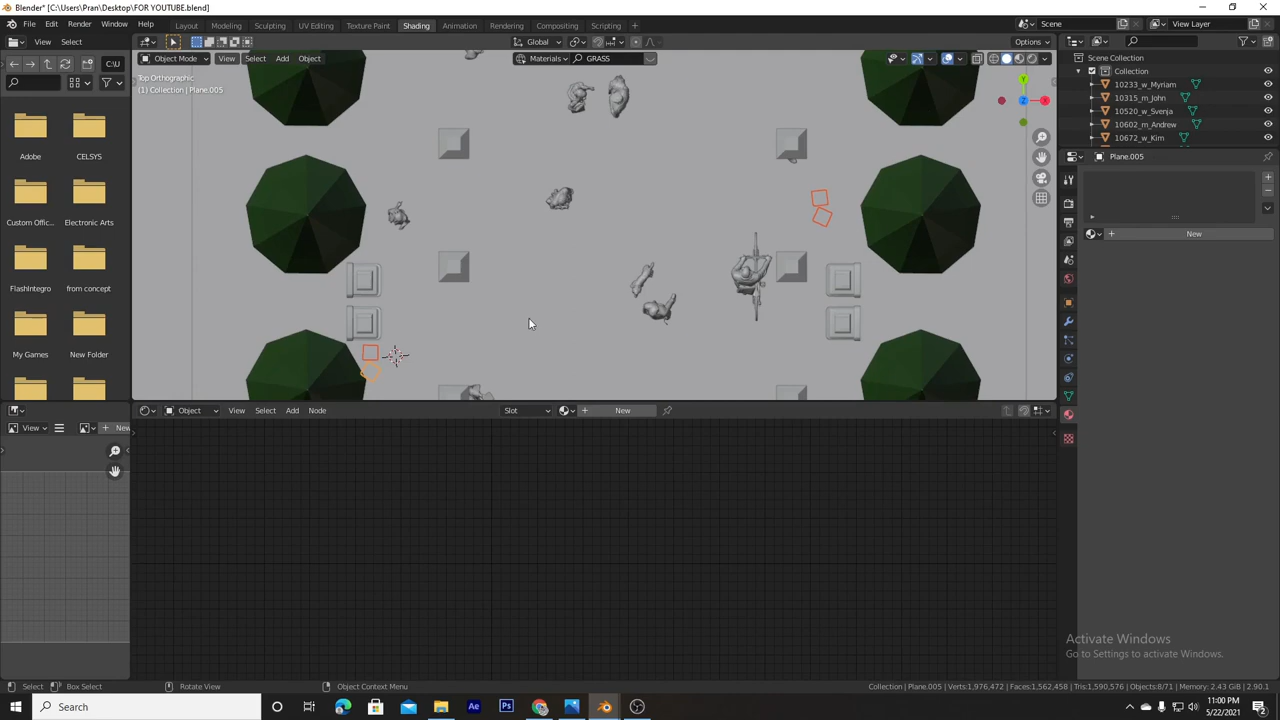 Blender* [C:\Users\Pran\Desktop\FOR YOUTUBE.blend]
File Edit Render Window Help Layout Modeling Sculpting UV Editing Texture Paint Shading Animation Rendering Compositing Scripting + Scene View Layer
View Select Global Options
C:\U Object Mode View Select Add Object Materials GRASS
Top Orthographic
(1) Collection | Plane.005
Scene Collection
Collection
10233_w_Myriam
10315_m_John
10520_w_Svenja
10602_m_Andrew
10672_w_Kim
Plane.005
New
Adobe CELSYS
Custom Offic... Electronic Arts
FlashIntegro from concept
My Games New Folder
Y
Z X
Object View Select Add Node Slot New
View New
Activate Windows
Go to Settings to activate Windows.
Select Box Select Rotate View Object Context Menu Collection | Plane.005 | Verts:1,976,472 | Faces:1,562,458 | Tris:1,590,576 | Objects:8/71 | Memory: 2.43 GiB | 2.90.1
Search Ae Ps 11:00 PM
5/22/2021